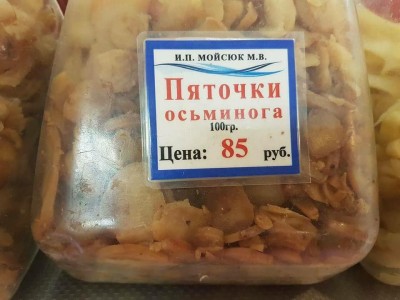 И.П. МОЙСЮК М.В.
Пяточки
осьминога
100гр.
Цена: 85 руб.